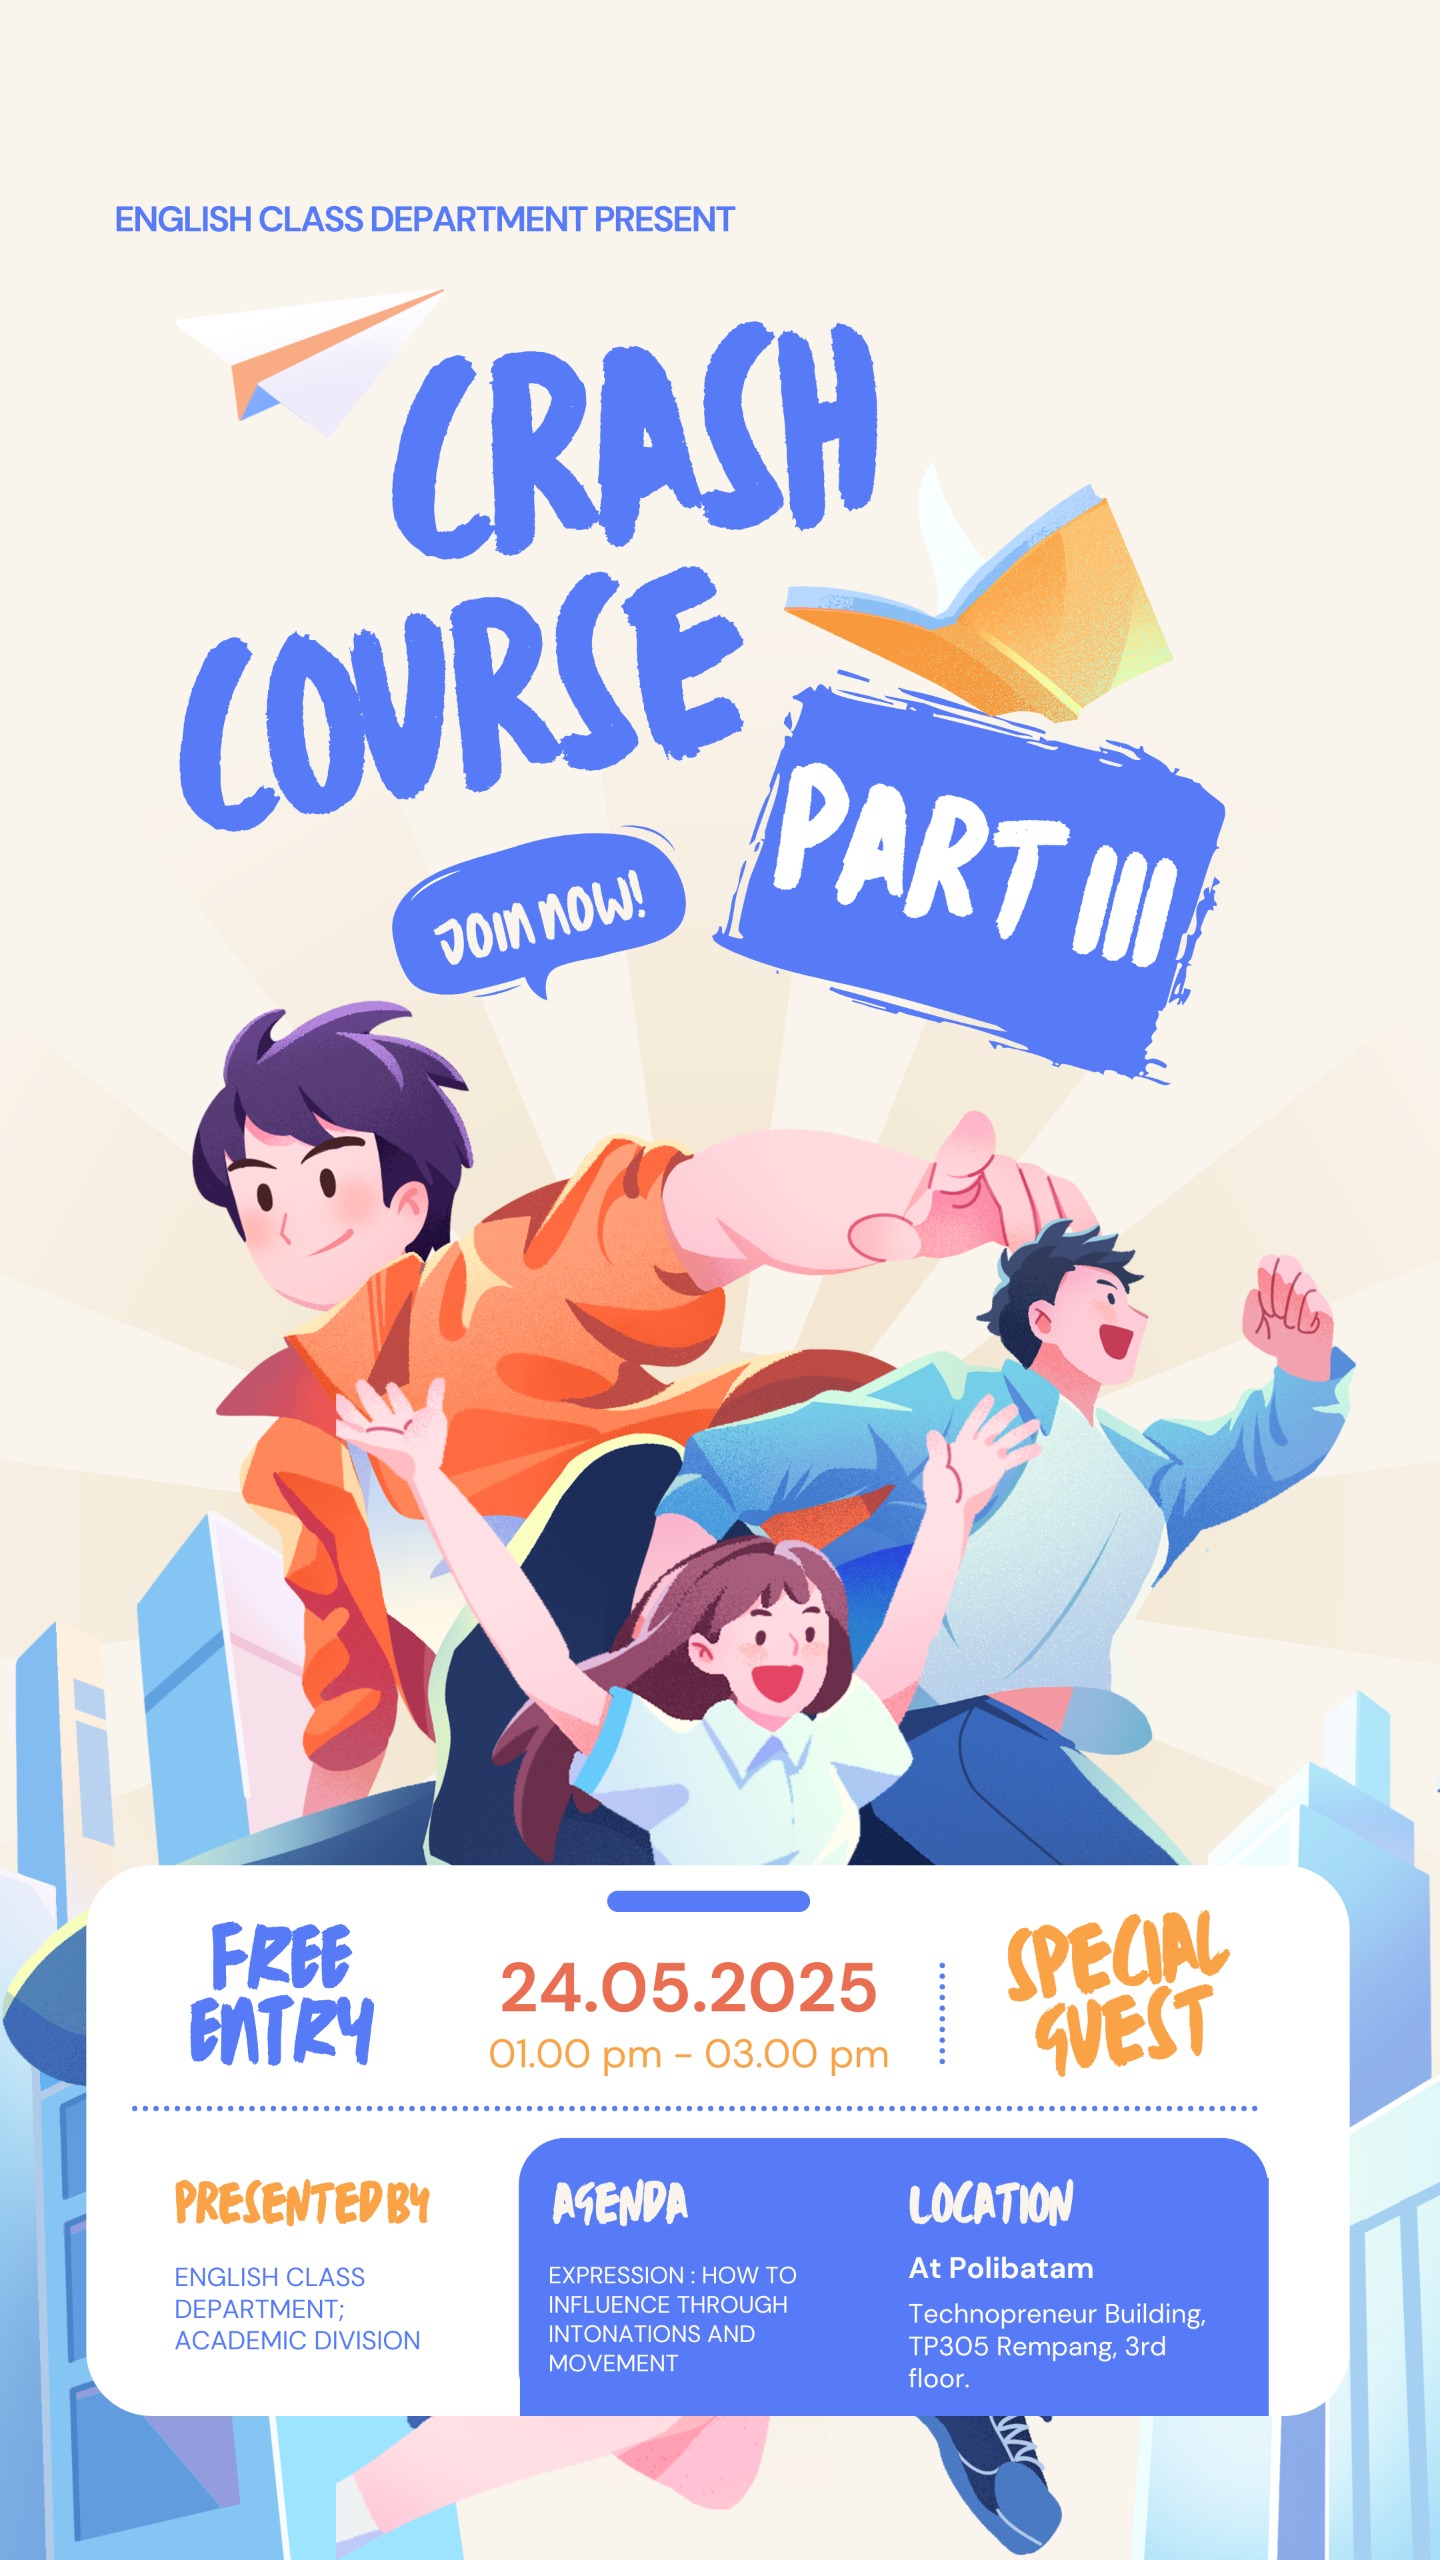 ENGLISH CLASS DEPARTMENT PRESENT
CRASH
COURSE
PART III
JOIN NOW!
FREE
ENTRY
24.05.2025
01.00 pm - 03.00 pm
SPECIAL
GUEST
PRESENTED BY
ENGLISH CLASS
DEPARTMENT;
ACADEMIC DIVISION
AGENDA
EXPRESSION : HOW TO
INFLUENCE THROUGH
INTONATIONS AND
MOVEMENT
LOCATION
At Polibatam
Technopreneur Building,
TP305 Rempang, 3rd
floor.